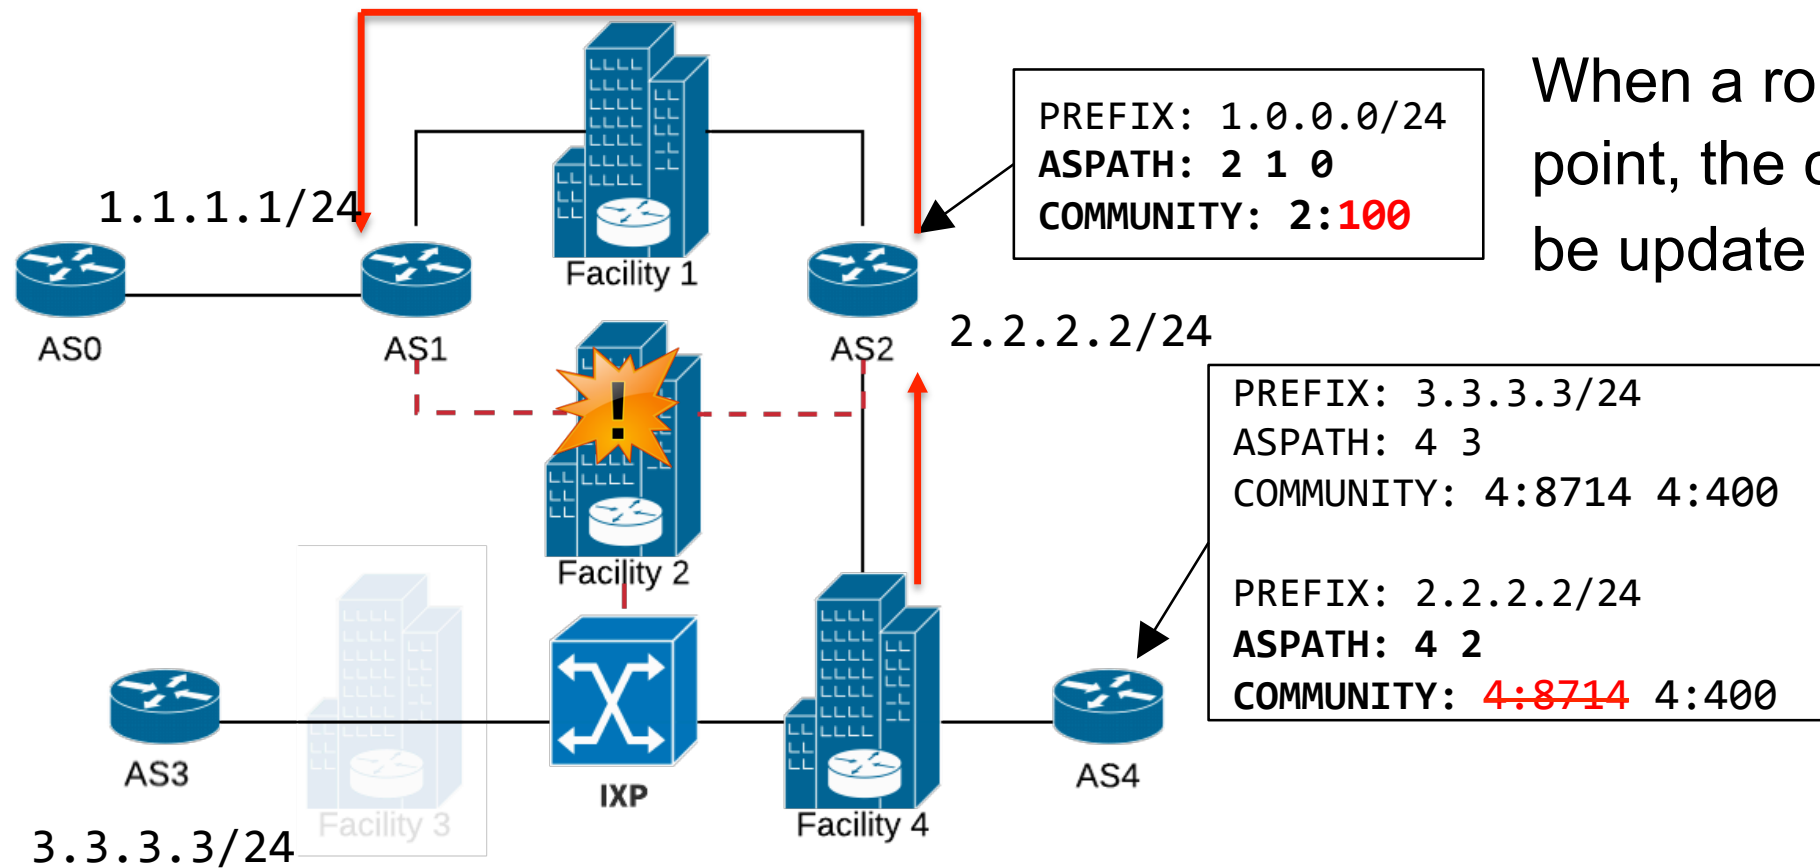 When a ro
point, the
be update
PREFIX: 1.0.0.0/24
ASPATH: 2 1 0
COMMUNITY: 2:100
1.1.1.1/24
Facility 1
AS0
AS1
AS2
2.2.2.2/24
!
Facility 2
PREFIX: 3.3.3.3/24
ASPATH: 4 3
COMMUNITY: 4:8714 4:400
PREFIX: 2.2.2.2/24
ASPATH: 4 2
COMMUNITY: 4:8714 4:400
AS3
IXP
AS4
Facility 3
Facility 4
3.3.3.3/24